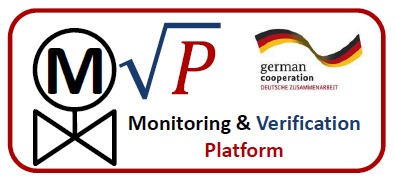 M √P
german
cooperation
DEUTSCHE ZUSAMMENARBEIT
Monitoring & Verification
Platform